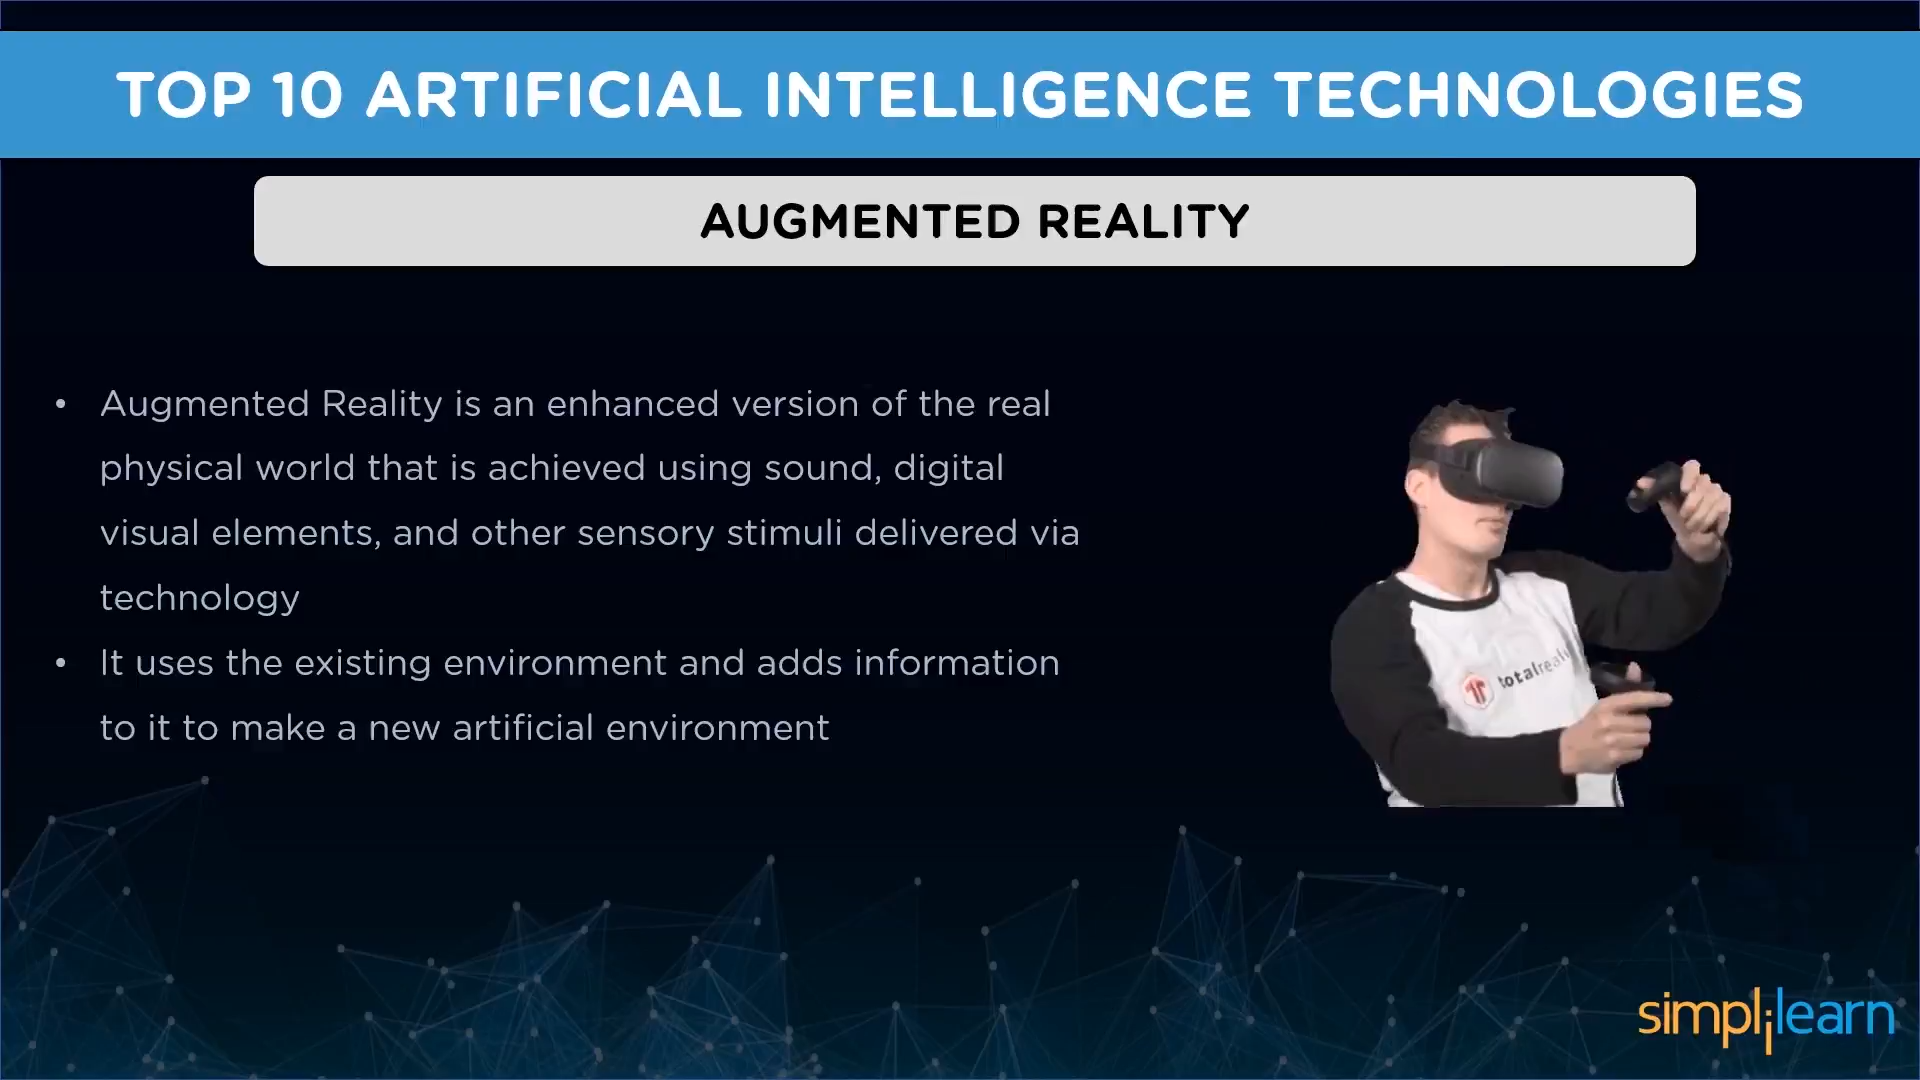 TOP 10 ARTIFICIAL INTELLIGENCE TECHNOLOGIES
AUGMENTED REALITY
• Augmented Reality is an enhanced version of the real
physical world that is achieved using sound, digital
visual elements, and other sensory stimuli delivered via
technology
• It uses the existing environment and adds information
to it to make a new artificial environment
simplilearn